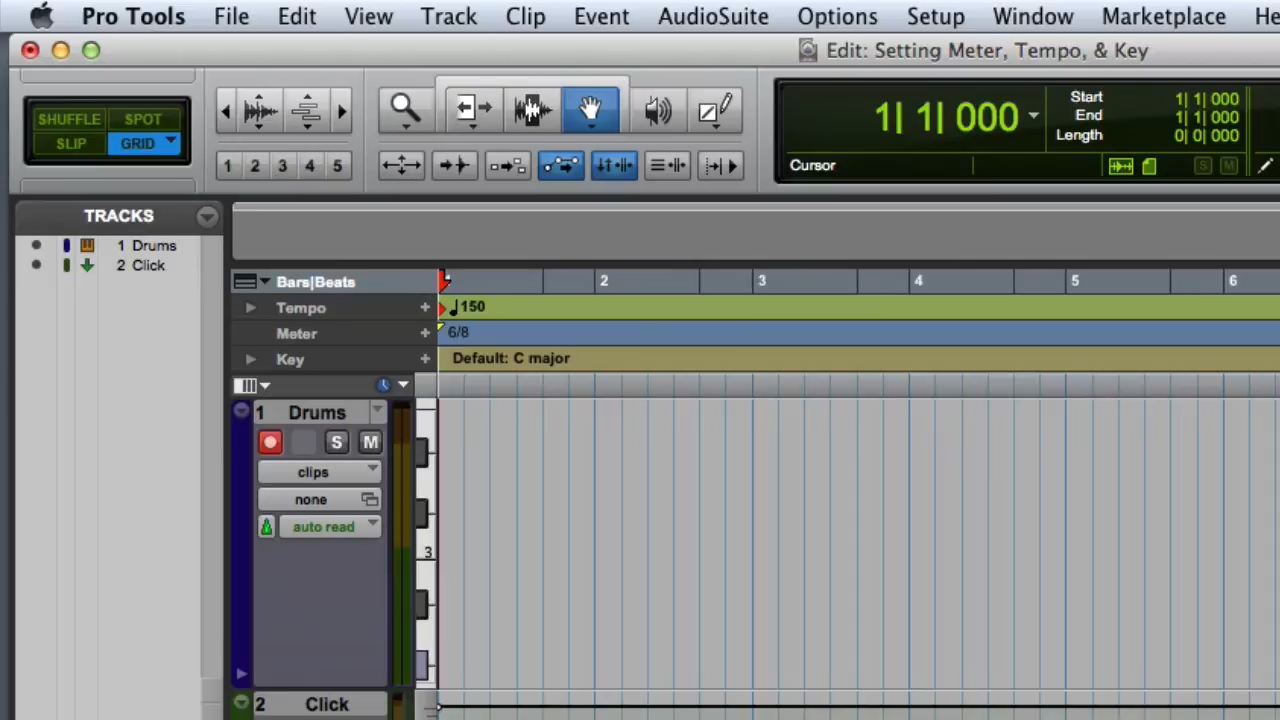 Pro Tools File Edit View Track Clip Event AudioSuite Options Setup Window Marketplace He
Edit: Setting Meter, Tempo, & Key
SHUFFLE SPOT
SLIP GRID
1 2 3 4 5
1| 1| 000
Start 1| 1| 000
End 1| 1| 000
Length 0| 0| 000
Cursor
S M
TRACKS
1 Drums
2 Click
Bars|Beats 2 3 4 5 6
Tempo + 150
Meter + 6/8
Key + Default: C major
1 Drums
S M
clips
none
auto read
3
2 Click